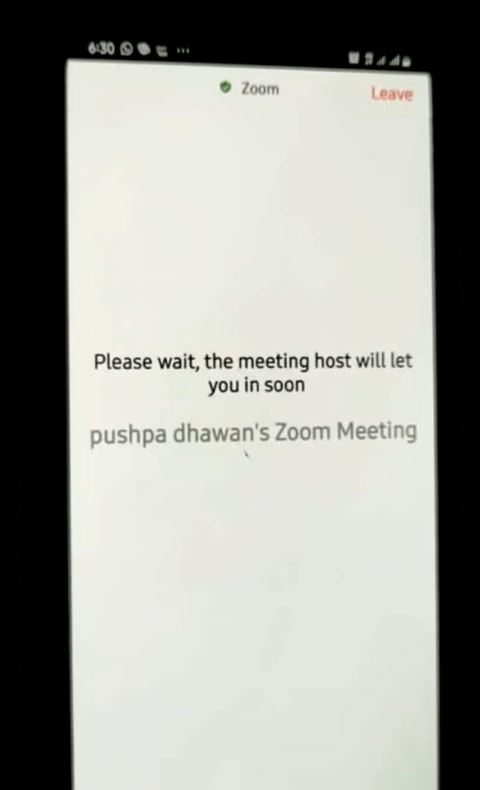 6:30
Zoom
Leave
Please wait, the meeting host will let
you in soon
pushpa dhawan's Zoom Meeting